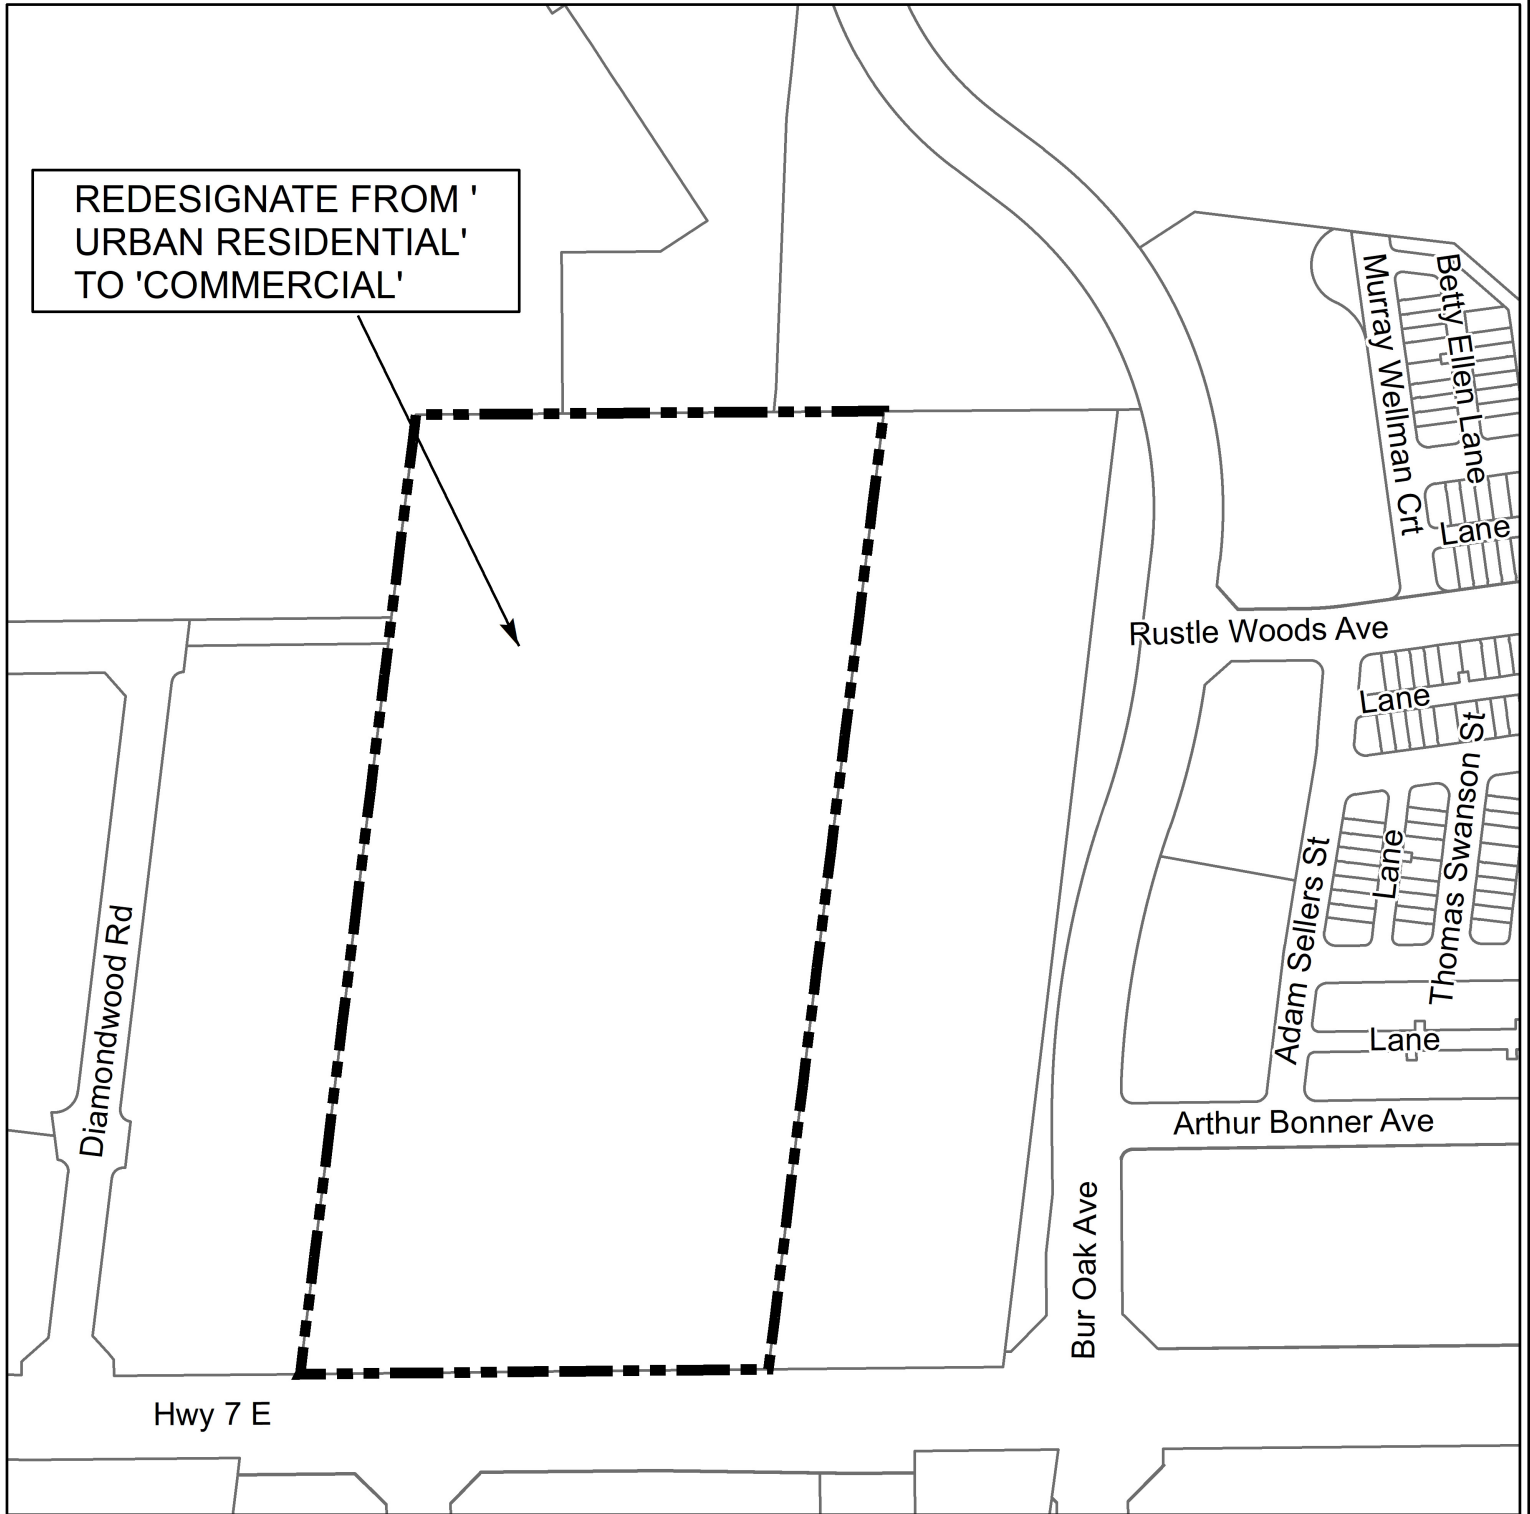 REDESIGNATE FROM '
URBAN RESIDENTIAL'
TO 'COMMERCIAL'
Betty Ellen Lane
Murray Wellman Crt
Lane
Rustle Woods Ave
Lane
Thomas Swanson St
Lane
Adam Sellers St
Diamondwood Rd
Lane
Arthur Bonner Ave
Bur Oak Ave
Hwy 7 E